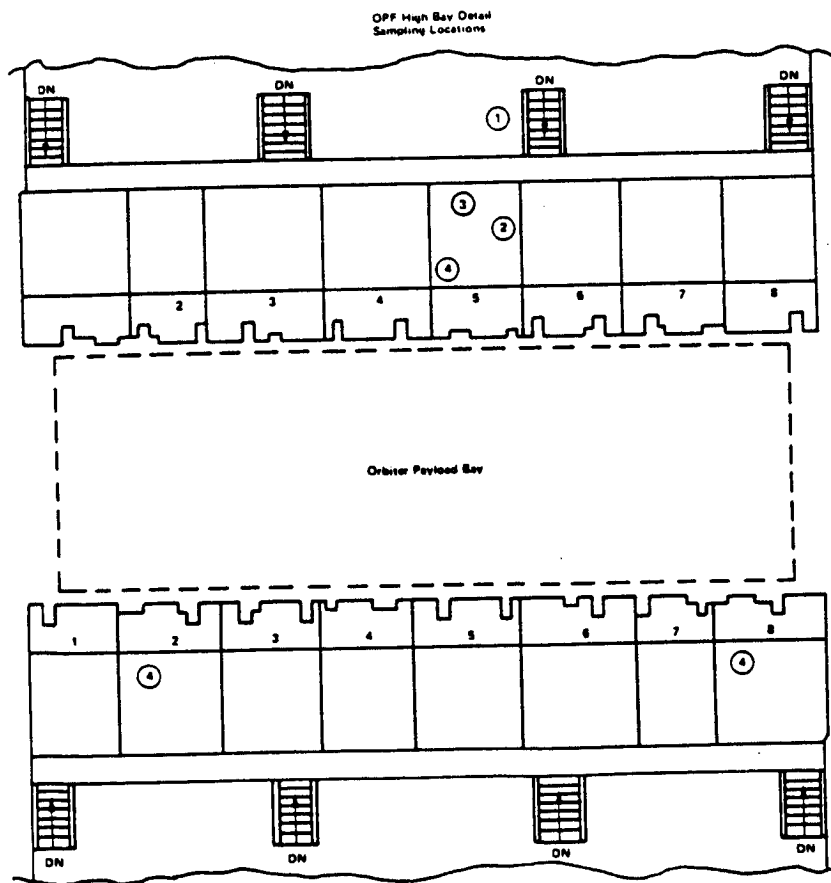 OPF High Bay Detail
Sampling Locations
DN DN DN DN
1
3
2
4
2 3 4 5 6 7 8
Orbiter Payload Bay
1 2 3 4 5 6 7 8
4 4
DN DN DN DN